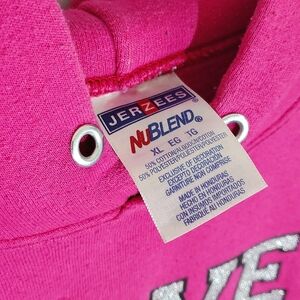 JERZEES
NUBLEND®
XL EG TG
50% COTTON/ALGODON/COTON
50% POLYESTER/POLIESTER/POLYESTER
EXCLUSIVE OF DECORATION
EXCEPTO DECORACION
GARNITURE NON COMPRISE
MADE IN HONDURAS
HECHO EN HONDURAS
CON INSUMOS IMPORTADOS
FABRIQUE AU HONDURAS
VE